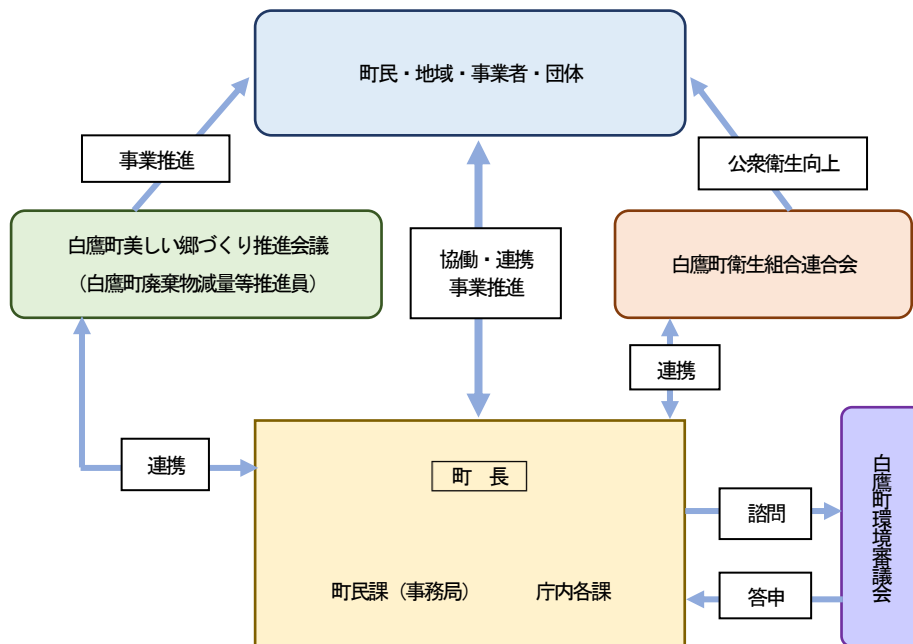 町民・地域・事業者・団体
事業推進
公衆衛生向上
白鷹町美しい郷づくり推進会議
（白鷹町廃棄物減量等推進員）
協働・連携
事業推進
白鷹町衛生組合連合会
連携
連携
町　長
諮問
白鷹町環境審議会
町民課（事務局）
庁内各課
答申